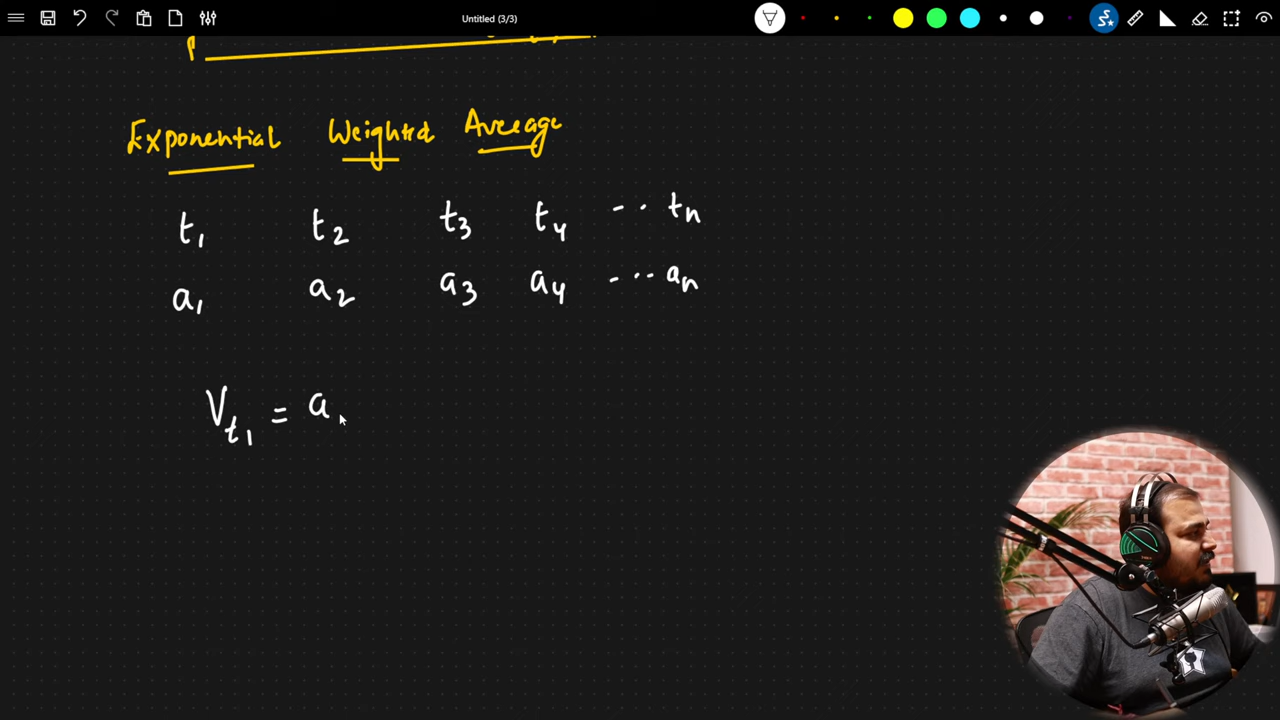 Untitled (3/3)
Exponential Weighted Average
t1 t2 t3 t4 -- .. tn
a1 a2 a3 a4 - ... an
Vt1 = a